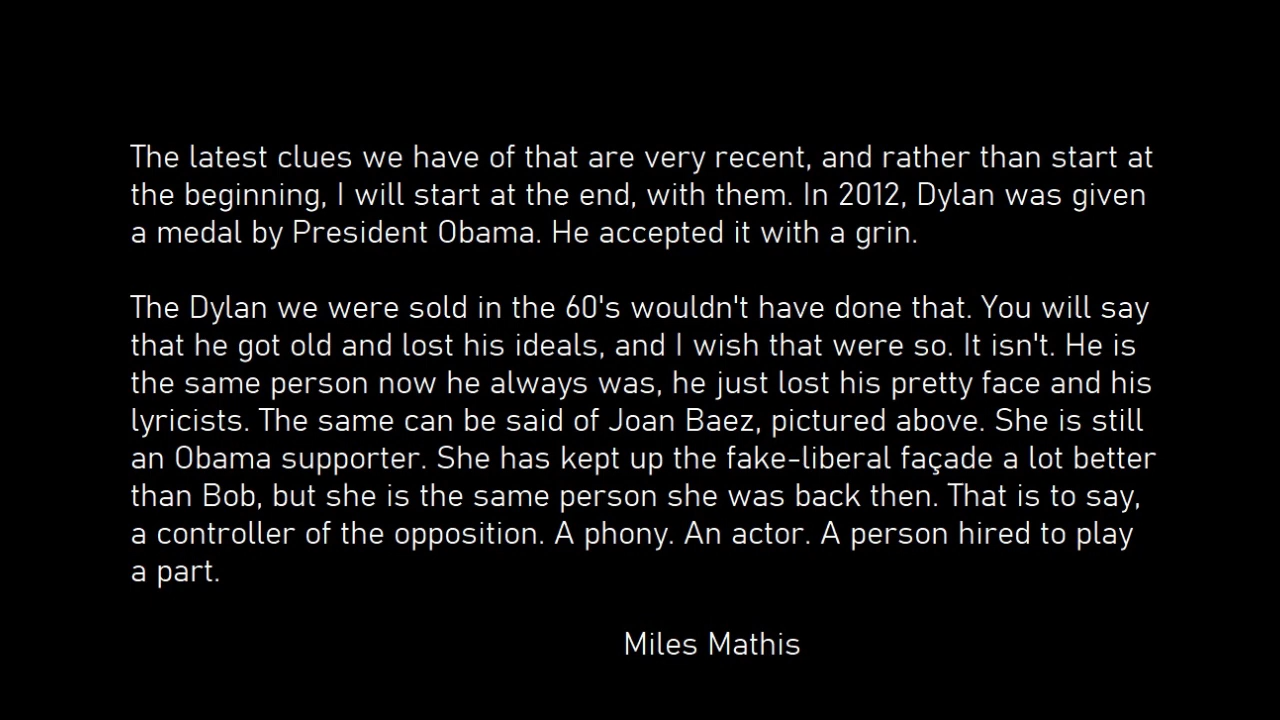 The latest clues we have of that are very recent, and rather than start at
the beginning, I will start at the end, with them. In 2012, Dylan was given
a medal by President Obama. He accepted it with a grin.
The Dylan we were sold in the 60's wouldn't have done that. You will say
that he got old and lost his ideals, and I wish that were so. It isn't. He is
the same person now he always was, he just lost his pretty face and his
lyricists. The same can be said of Joan Baez, pictured above. She is still
an Obama supporter. She has kept up the fake-liberal façade a lot better
than Bob, but she is the same person she was back then. That is to say,
a controller of the opposition. A phony. An actor. A person hired to play
a part.
Miles Mathis